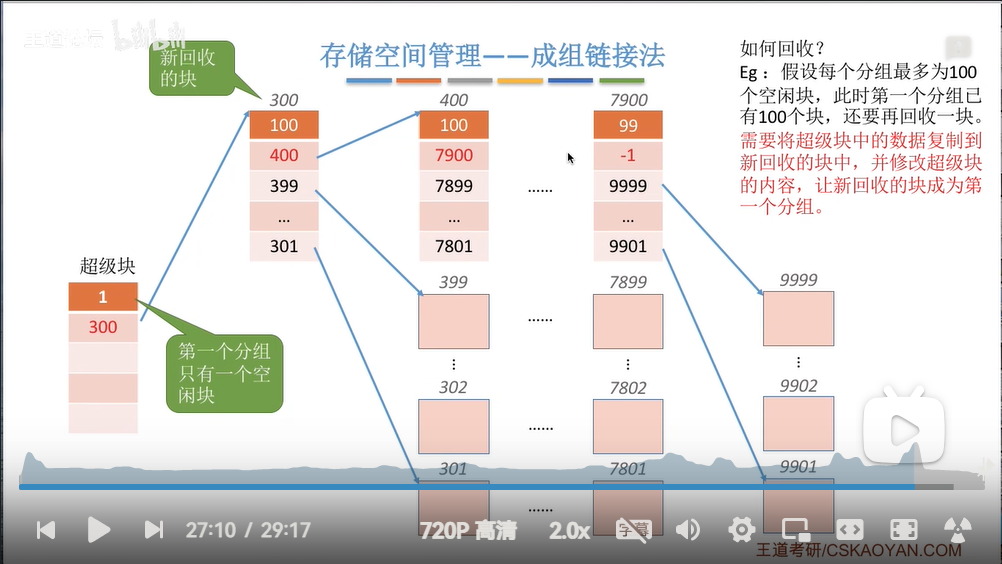 王道考研 bilibili
存储空间管理——成组链接法
新回收
的块
如何回收？
Eg：假设每个分组最多为100
个空闲块，此时第一个分组已
有100个块，还要再回收一块。
需要将超级块中的数据复制到
新回收的块中，并修改超级块
的内容，让新回收的块成为第
一个分组。
300
100
400
399
...
301
400
100
7900
7899
...
7801
......
7900
99
-1
9999
...
9901
超级块
1
300
第一个分组
只有一个空
闲块
399
7899
9999
......
⋮
⋮
⋮
302
7802
9902
......
301
7801
9901
......
27:10 / 29:17
720P 高清
2.0x
字幕
王道考研/CSKAOYAN.COM